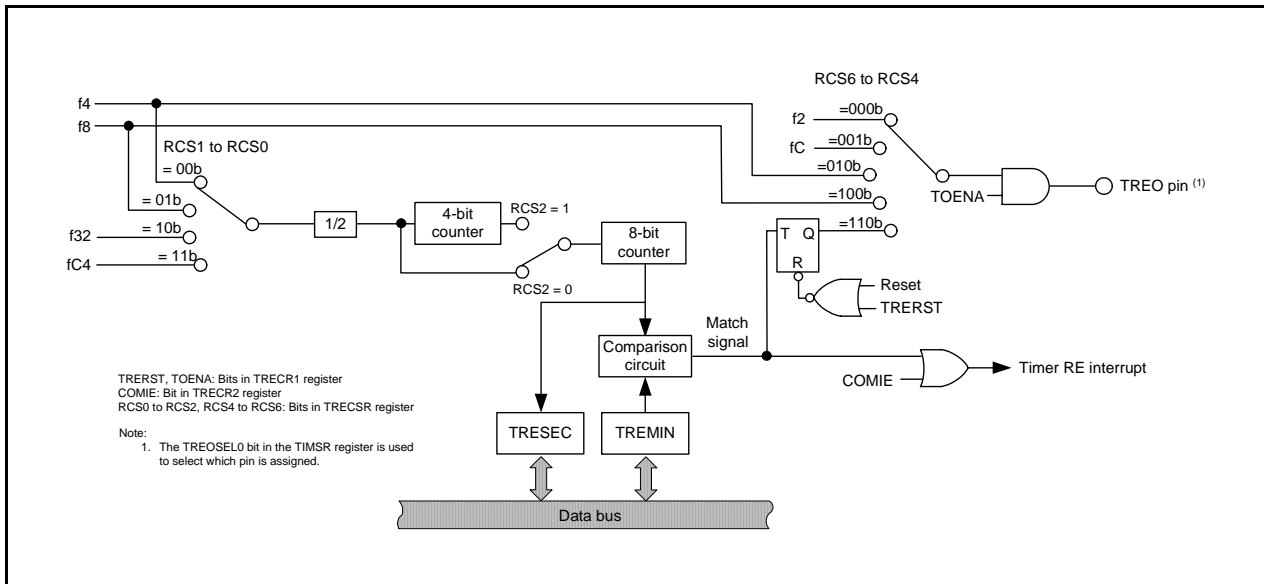 RCS6 to RCS4
f4
f2
=000b
f8
fC
=001b
RCS1 to RCS0
=010b
= 00b
=100b
TOENA
TREO pin (1)
= 01b
f32
= 10b
1/2
4-bit
counter
RCS2 = 1
8-bit
counter
T Q
R
=110b
fC4
= 11b
RCS2 = 0
Reset
TRERST
Match
signal
Comparison
circuit
COMIE
Timer RE interrupt
TRERST, TOENA: Bits in TRECR1 register
COMIE: Bit in TRECR2 register
RCS0 to RCS2, RCS4 to RCS6: Bits in TRECSR register
Note:
1. The TREOSEL0 bit in the TIMSR register is used
to select which pin is assigned.
TRESEC
TREMIN
Data bus